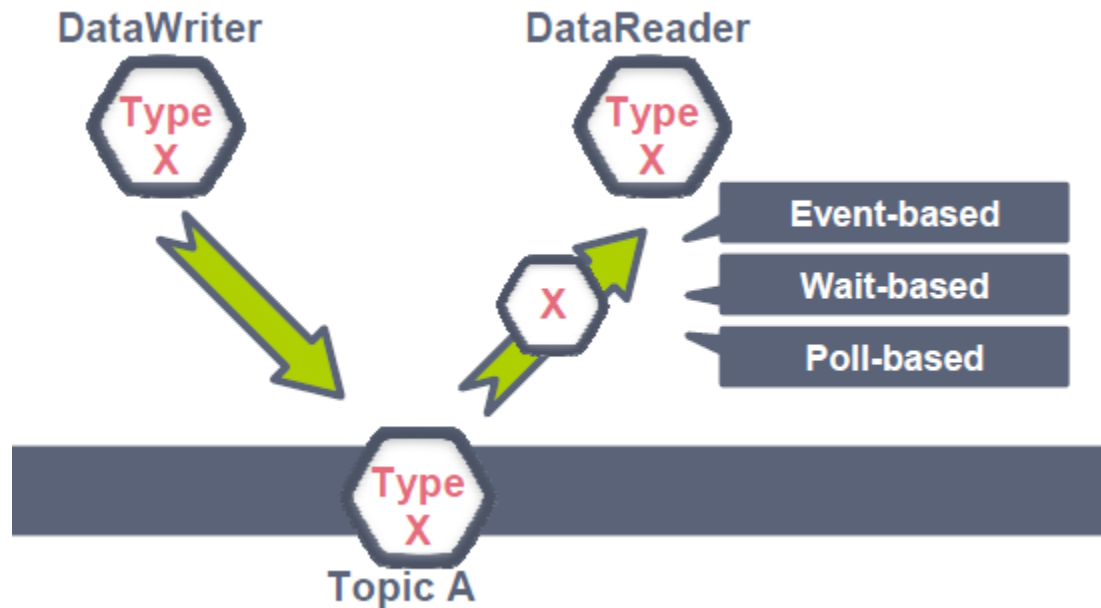 DataWriter
DataReader
Type
X
Type
X
Event-based
X
Wait-based
Poll-based
Type
X
Topic A